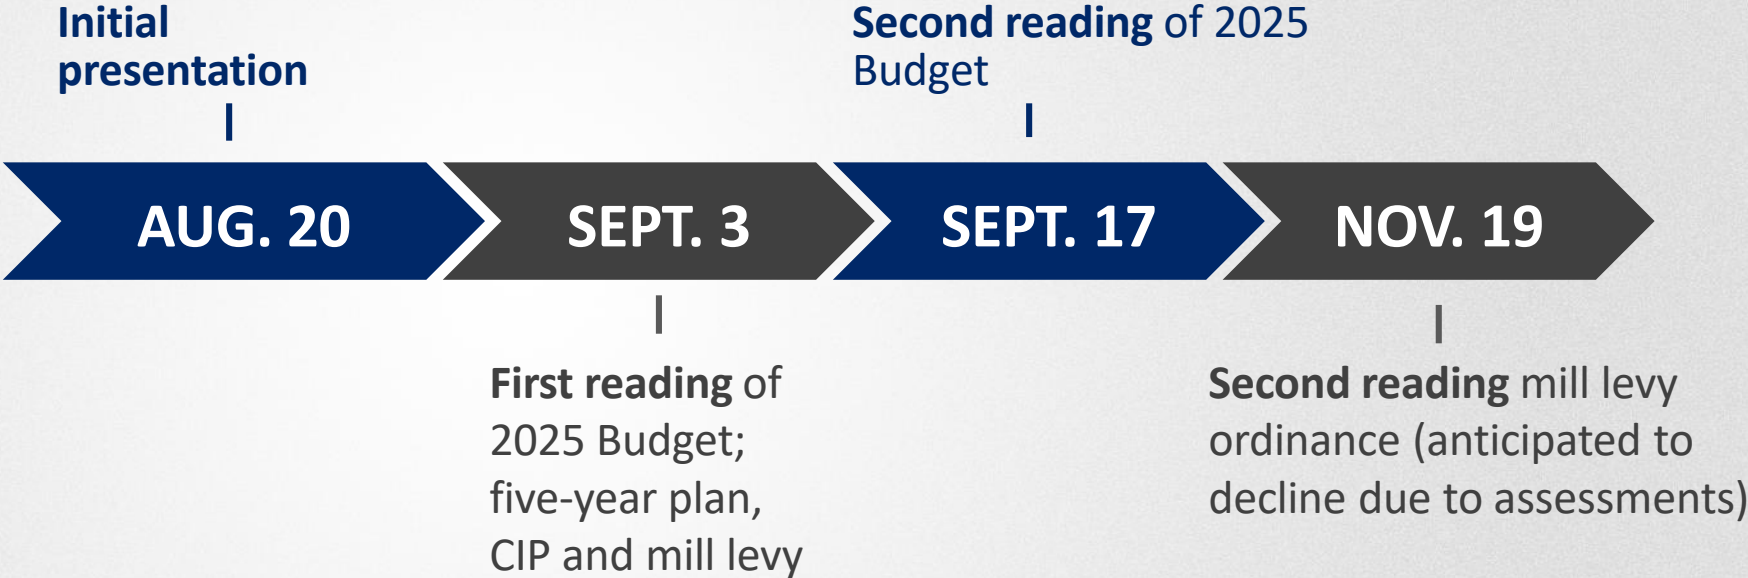 Initial
presentation
Second reading of 2025
Budget
AUG. 20
SEPT. 3
SEPT. 17
NOV. 19
First reading of
2025 Budget;
five-year plan,
CIP and mill levy
Second reading mill levy
ordinance (anticipated to
decline due to assessments)